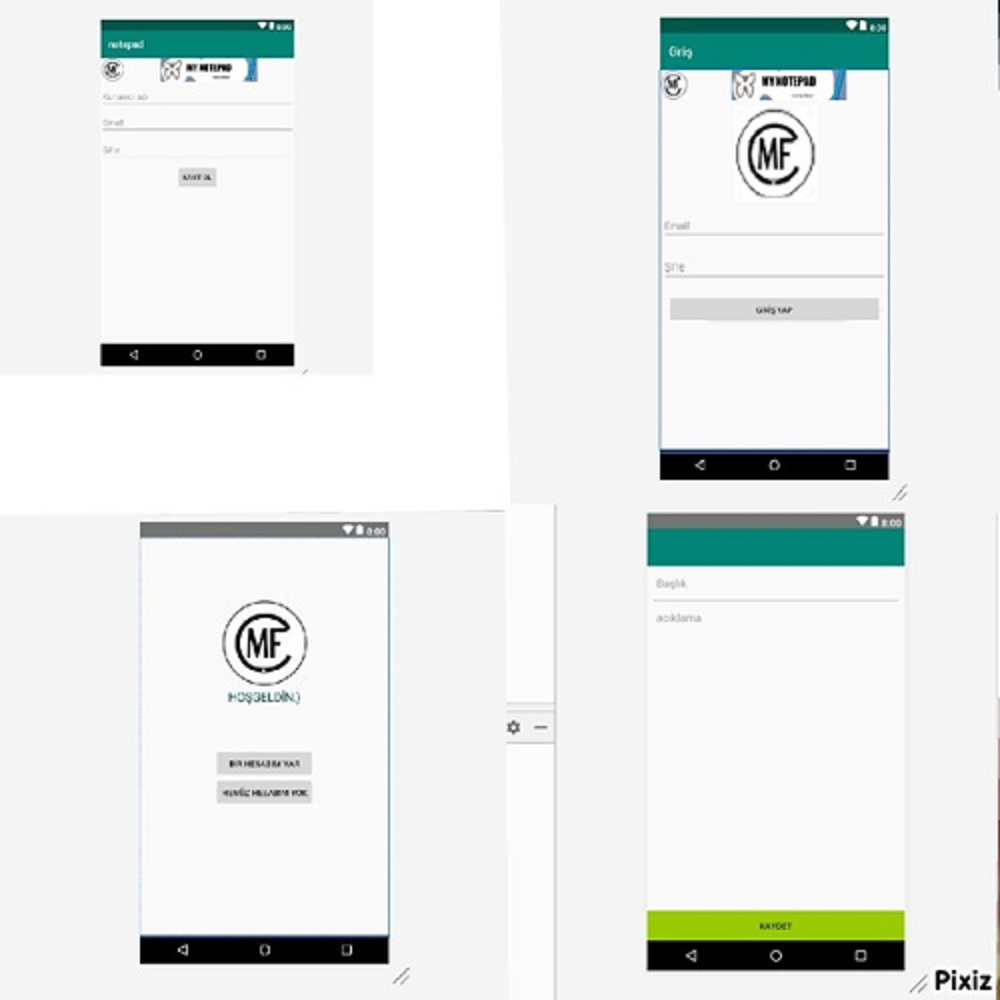 8:00
notepad
MY NOTEPAD
Kullanıcı adı
Email
Şifre
KAYIT OL
8:00
Giriş
MF
MY NOTEPAD
MF
Email
Şifre
GİRİŞ YAP
8:00
MF
HOŞGELDİN:)
BİR HESABIM VAR
HENÜZ HESABIM YOK
8:00
Başlık
acıklama
KAYDET
Pixiz